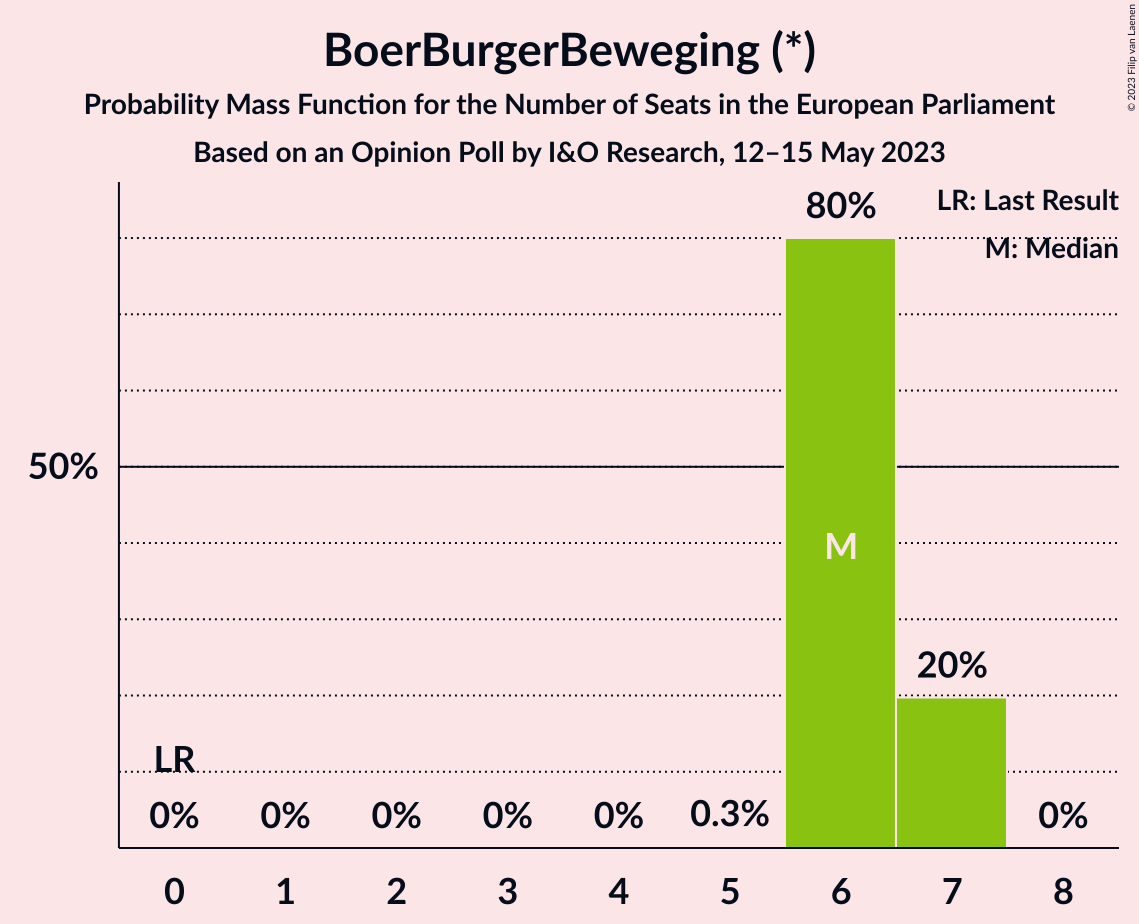 BoerBurgerBeweging (*)
Probability Mass Function for the Number of Seats in the European Parliament
Based on an Opinion Poll by I&O Research, 12–15 May 2023
© 2023 Filip van Laenen
LR: Last Result
M: Median
80%
50%
M
20%
LR
0% 0% 0% 0% 0% 0.3% 0%
0 1 2 3 4 5 6 7 8